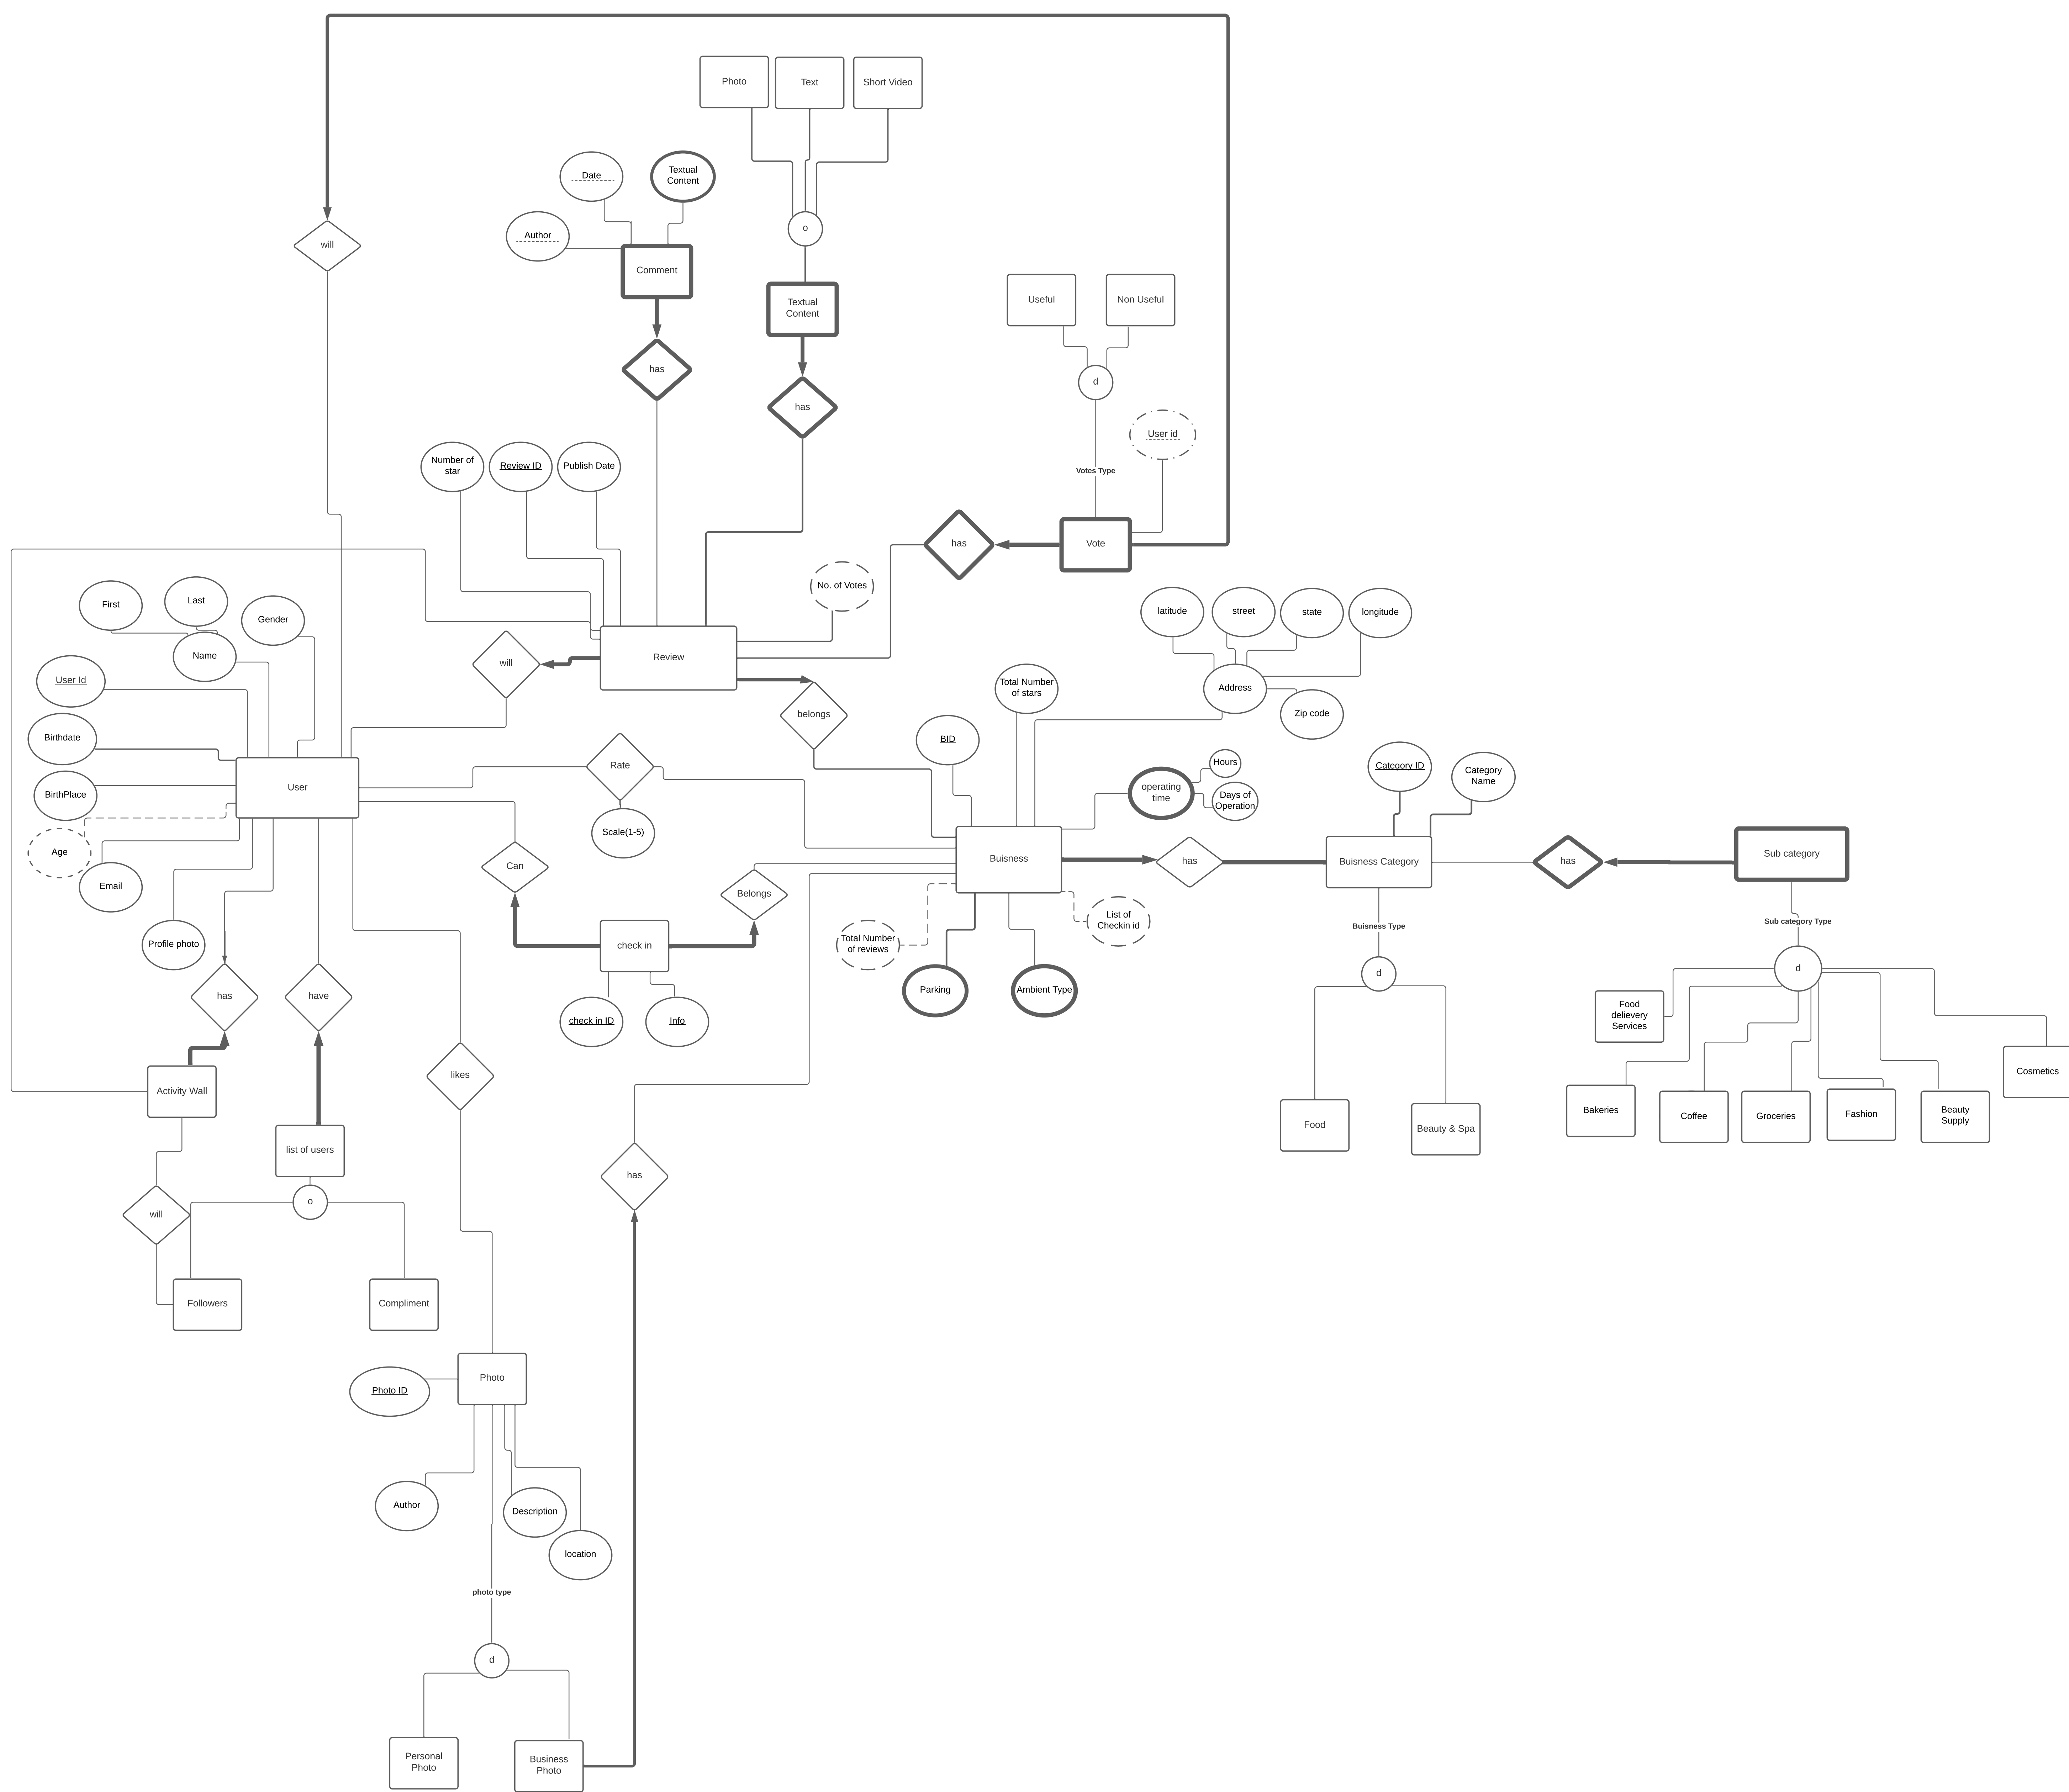 Photo
Text
Short Video
Date
Textual
Content
Author
o
will
Comment
Textual
Content
Useful
Non Useful
has
d
has
User id
Number of
star
Review ID
Publish Date
Votes Type
has
Vote
No. of Votes
First
Last
Gender
latitude
street
state
longitude
Name
will
Review
User Id
Total Number
of stars
Address
belongs
Zip code
Birthdate
BID
Rate
Hours
Category ID
Category
Name
User
BirthPlace
operating
time
Days of
Operation
Scale(1-5)
Age
Can
Buisness
has
Buisness Category
has
Sub category
Email
Belongs
List of
Checkin id
Buisness Type
Sub category Type
Profile photo
check in
Total Number
of reviews
d
d
has
have
Parking
Ambient Type
Food
delievery
Services
check in ID
Info
likes
Cosmetics
Activity Wall
Bakeries
Coffee
Groceries
Fashion
Beauty
Supply
list of users
Food
Beauty & Spa
has
o
will
Followers
Compliment
Photo ID
Photo
Author
Description
location
photo type
d
Personal
Photo
Business
Photo